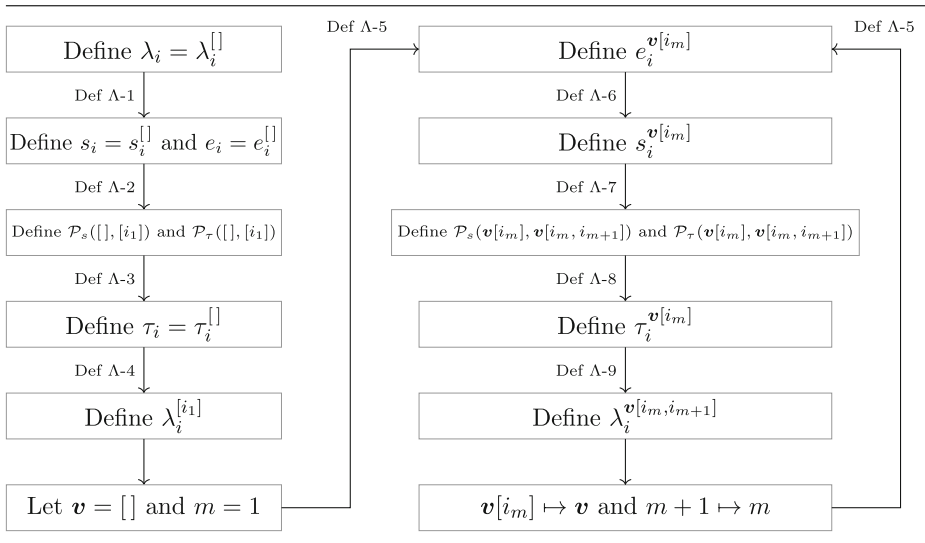 Define λ_i = λ_i^{[ ]}
Def Λ-1
Define s_i = s_i^{[ ]} and e_i = e_i^{[ ]}
Def Λ-2
Define 𝒫_s([ ], [i_1]) and 𝒫_τ([ ], [i_1])
Def Λ-3
Define τ_i = τ_i^{[ ]}
Def Λ-4
Define λ_i^{[i_1]}
Let 𝒗 = [ ] and m = 1
Def Λ-5
Define e_i^{𝒗[i_m]}
Def Λ-6
Define s_i^{𝒗[i_m]}
Def Λ-7
Define 𝒫_s(𝒗[i_m], 𝒗[i_m, i_{m+1}]) and 𝒫_τ(𝒗[i_m], 𝒗[i_m, i_{m+1}])
Def Λ-8
Define τ_i^{𝒗[i_m]}
Def Λ-9
Define λ_i^{𝒗[i_m,i_{m+1}]}
𝒗[i_m] ↦ 𝒗 and m + 1 ↦ m
Def Λ-5